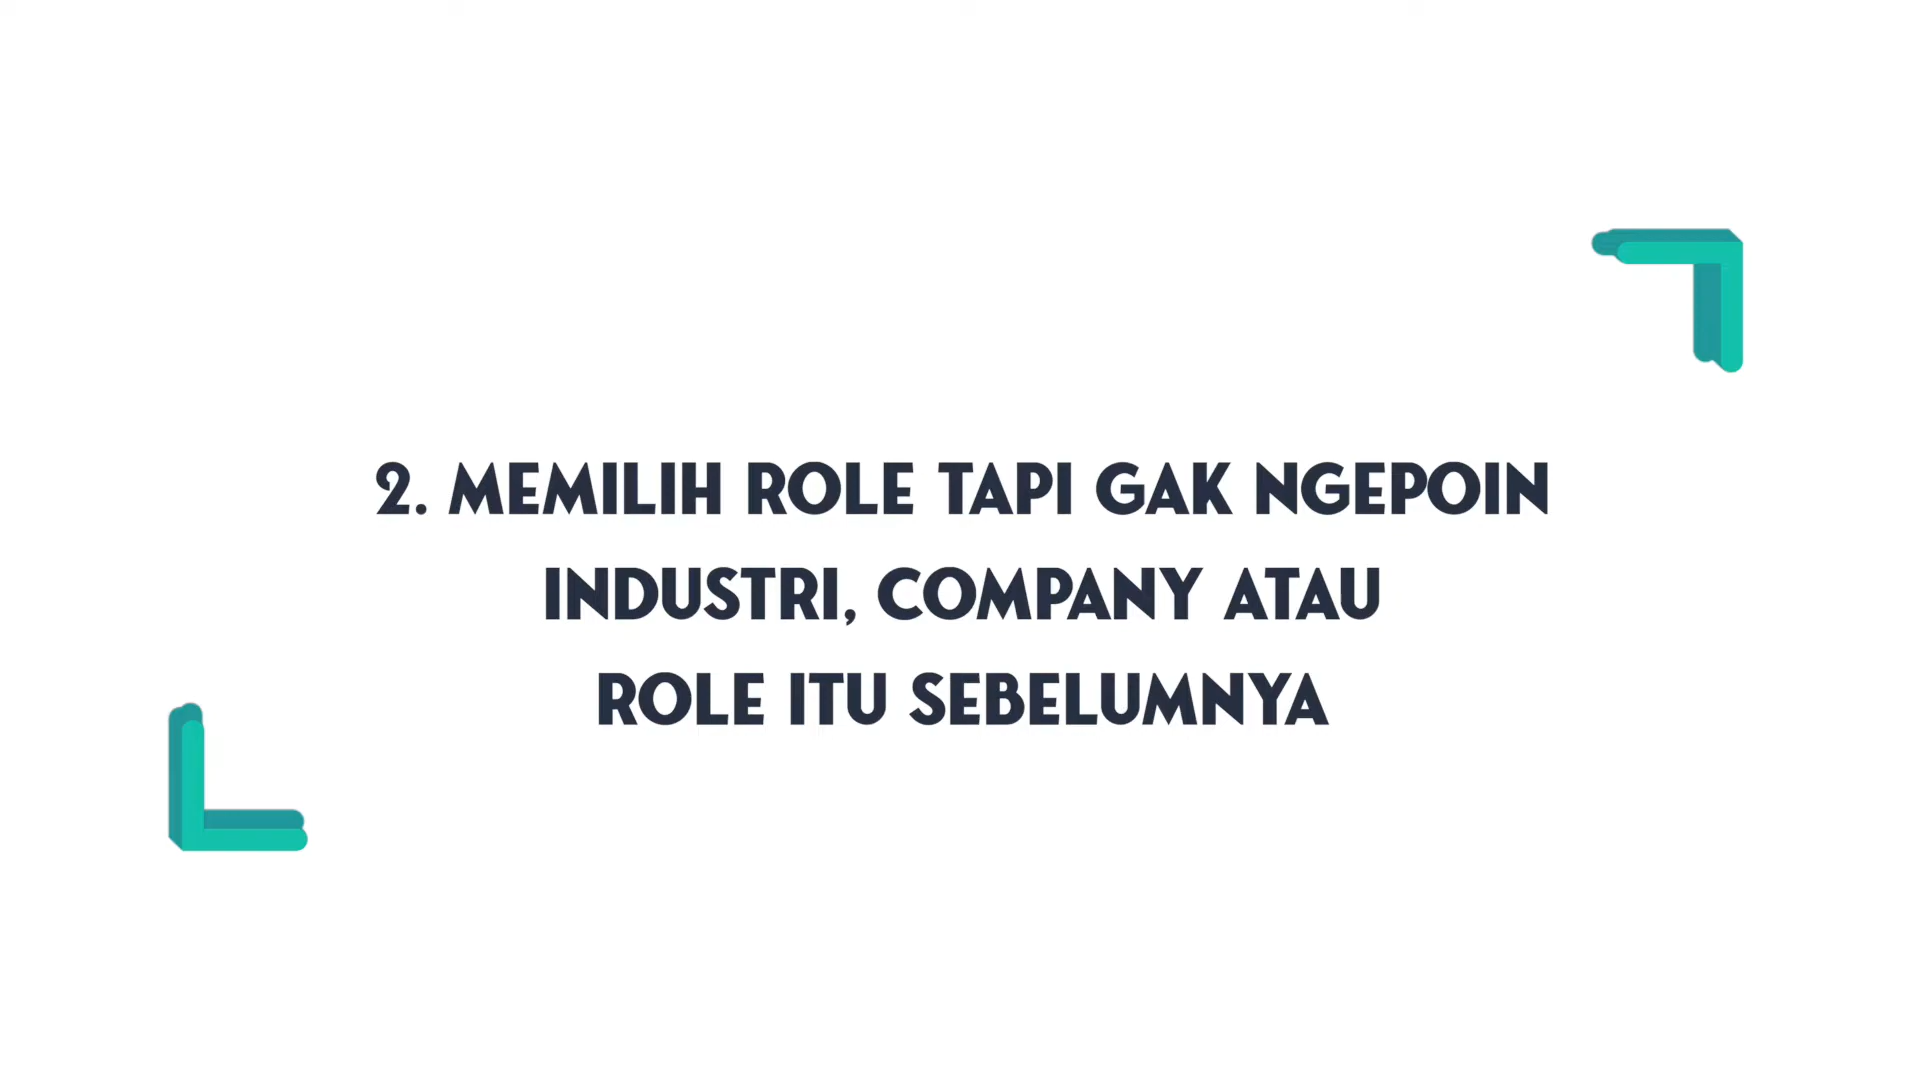 2. MEMILIH ROLE TAPI GAK NGEPOIN
INDUSTRI, COMPANY ATAU
ROLE ITU SEBELUMNYA